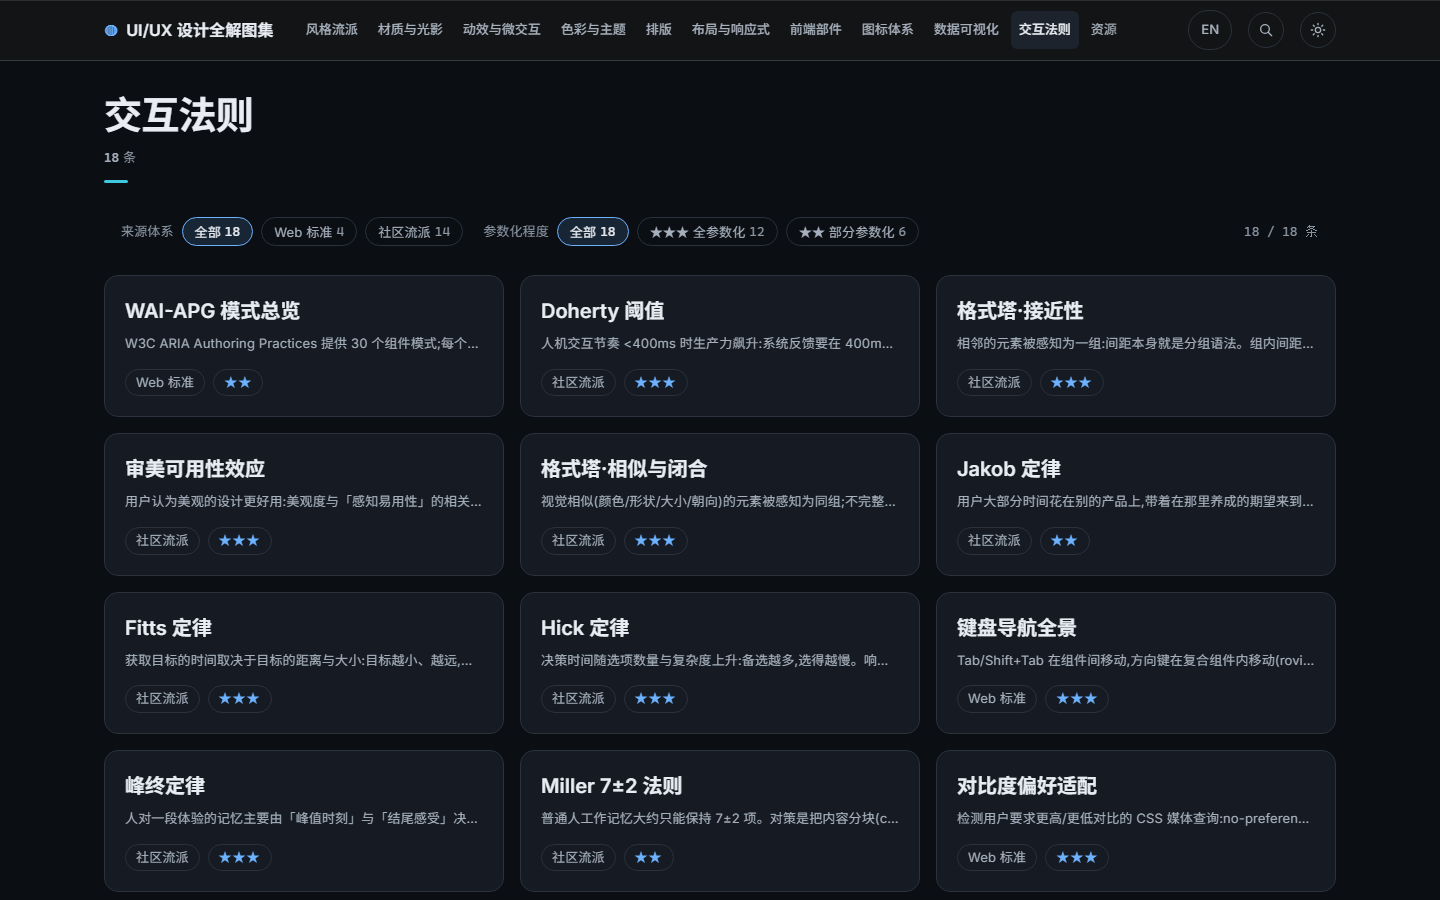 UI/UX 设计全解图集 风格流派 材质与光影 动效与微交互 色彩与主题 排版 布局与响应式 前端部件 图标体系 数据可视化 交互法则 资源 EN
交互法则
18 条
来源体系 全部 18 Web 标准 4 社区流派 14 参数化程度 全部 18 ★★★ 全参数化 12 ★★ 部分参数化 6 18 / 18 条
WAI-APG 模式总览
W3C ARIA Authoring Practices 提供 30 个组件模式;每个...
Web 标准 ★★
Doherty 阈值
人机交互节奏 <400ms 时生产力飙升:系统反馈要在 400m...
社区流派 ★★★
格式塔·接近性
相邻的元素被感知为一组:间距本身就是分组语法。组内间距...
社区流派 ★★★
审美可用性效应
用户认为美观的设计更好用:美观度与「感知易用性」的相关...
社区流派 ★★★
格式塔·相似与闭合
视觉相似(颜色/形状/大小/朝向)的元素被感知为同组;不完整...
社区流派 ★★★
Jakob 定律
用户大部分时间花在别的产品上,带着在那里养成的期望来到...
社区流派 ★★
Fitts 定律
获取目标的时间取决于目标的距离与大小:目标越小、越远,...
社区流派 ★★★
Hick 定律
决策时间随选项数量与复杂度上升:备选越多,选得越慢。响...
社区流派 ★★★
键盘导航全景
Tab/Shift+Tab 在组件间移动,方向键在复合组件内移动(rovi...
Web 标准 ★★★
峰终定律
人对一段体验的记忆主要由「峰值时刻」与「结尾感受」决...
社区流派 ★★★
Miller 7±2 法则
普通人工作记忆大约只能保持 7±2 项。对策是把内容分块(c...
社区流派 ★★
对比度偏好适配
检测用户要求更高/更低对比的 CSS 媒体查询:no-preferen...
Web 标准 ★★★